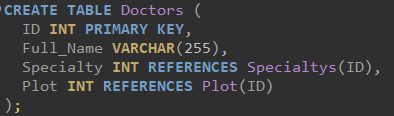 CREATE TABLE Doctors (
ID INT PRIMARY KEY,
Full_Name VARCHAR(255),
Specialty INT REFERENCES Specialtys(ID),
Plot INT REFERENCES Plot(ID)
);